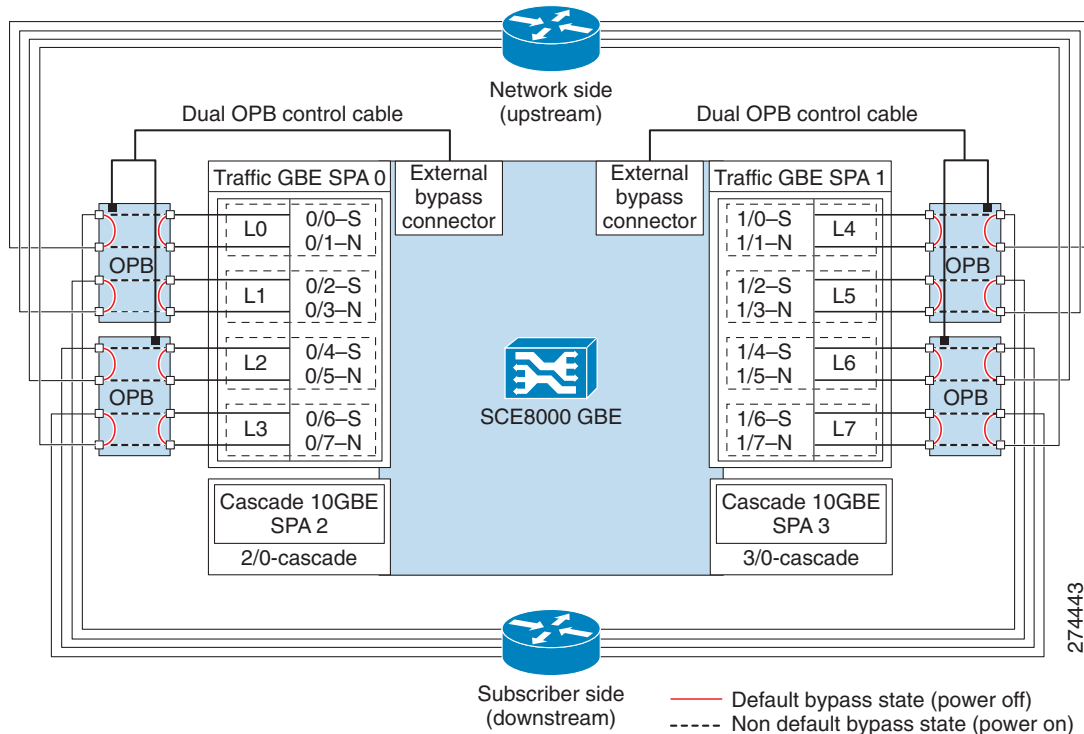 Network side
(upstream)
Dual OPB control cable
Dual OPB control cable
Traffic GBE SPA 0
External
bypass
connector
External
bypass
connector
Traffic GBE SPA 1
OPB
L0
0/0–S
0/1–N
L1
0/2–S
0/3–N
OPB
L2
0/4–S
0/5–N
L3
0/6–S
0/7–N
SCE8000 GBE
1/0–S
1/1–N
L4
OPB
1/2–S
1/3–N
L5
1/4–S
1/5–N
L6
OPB
1/6–S
1/7–N
L7
Cascade 10GBE
SPA 2
2/0-cascade
Cascade 10GBE
SPA 3
3/0-cascade
274443
Subscriber side
(downstream)
Default bypass state (power off)
Non default bypass state (power on)